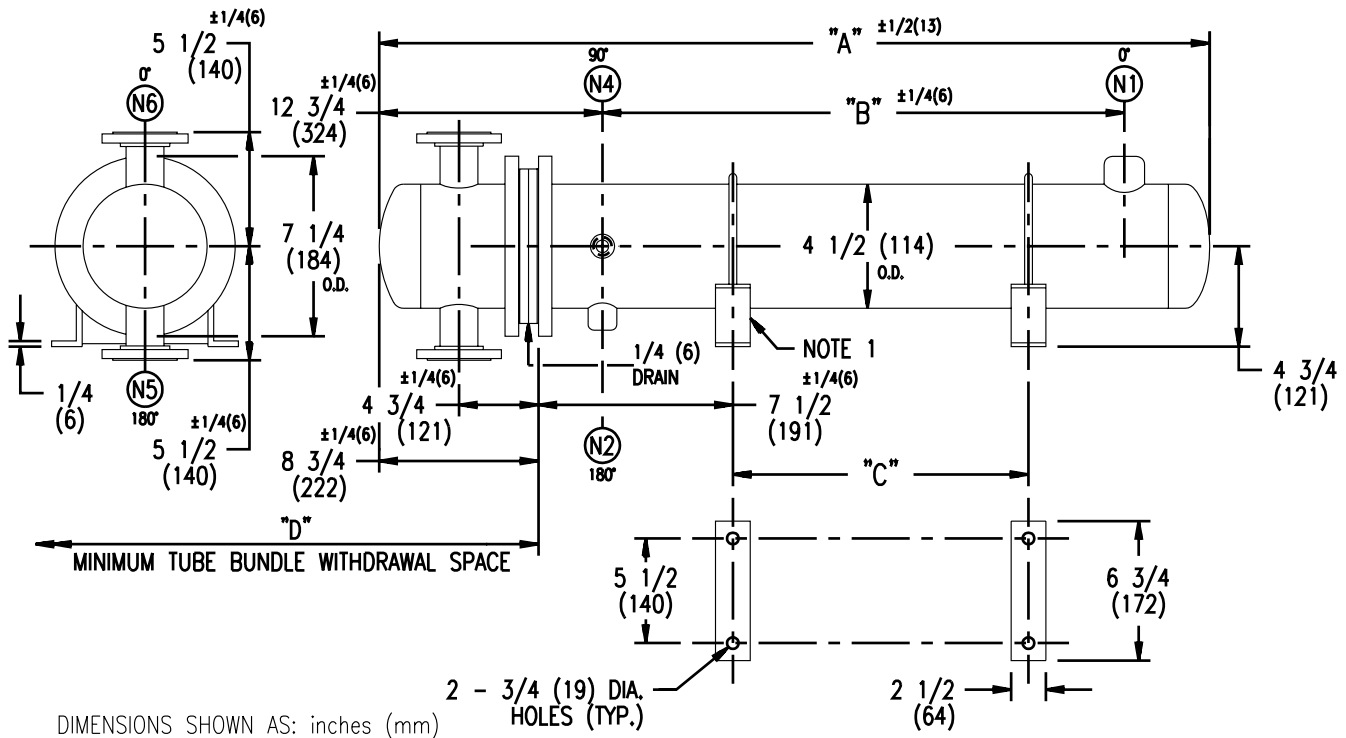 ±1/4(6)
5 1/2
(140)
0°
N6
7 1/4
(184)
O.D.
1/4
(6)
N5
180°
±1/4(6)
5 1/2
(140)
"A" ±1/2(13)
±1/4(6)
12 3/4
(324)
90°
N4
"B" ±1/4(6)
0°
N1
4 1/2 (114)
O.D.
NOTE 1
1/4 (6)
DRAIN
4 3/4
(121)
±1/4(6)
4 3/4
(121)
±1/4(6)
7 1/2
(191)
±1/4(6)
8 3/4
(222)
N2
180°
"C"
"D"
MINIMUM TUBE BUNDLE WITHDRAWAL SPACE
5 1/2
(140)
6 3/4
(172)
2 - 3/4 (19) DIA.
HOLES (TYP.)
2 1/2
(64)
DIMENSIONS SHOWN AS: inches (mm)